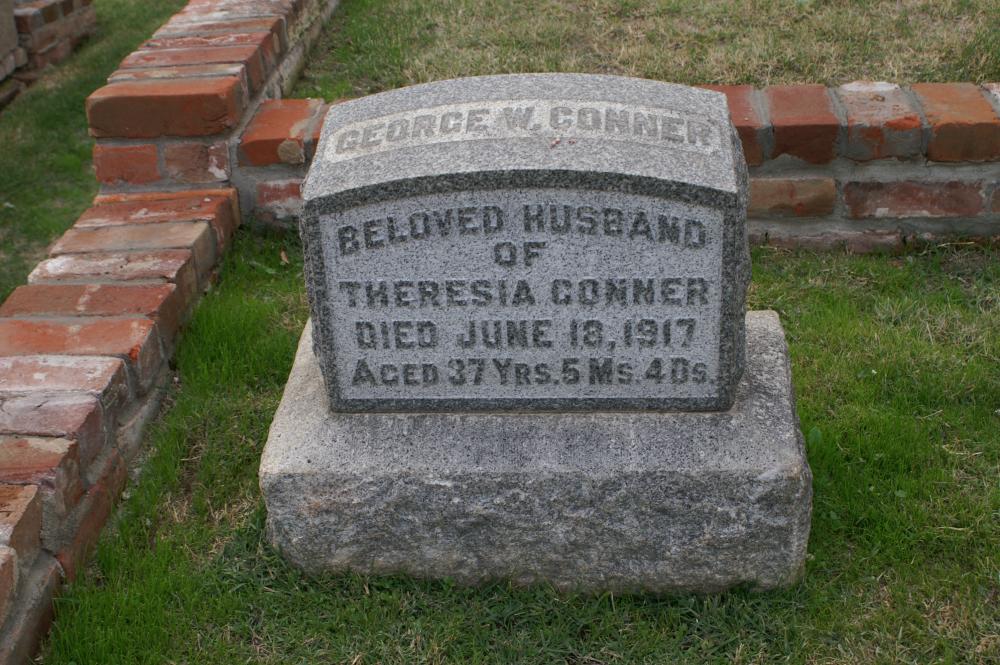 GEORGE W. CONNER
BELOVED HUSBAND
OF
THERESIA CONNER
DIED JUNE 18, 1917
AGED 37 YRS. 5 MS. 4 DS.